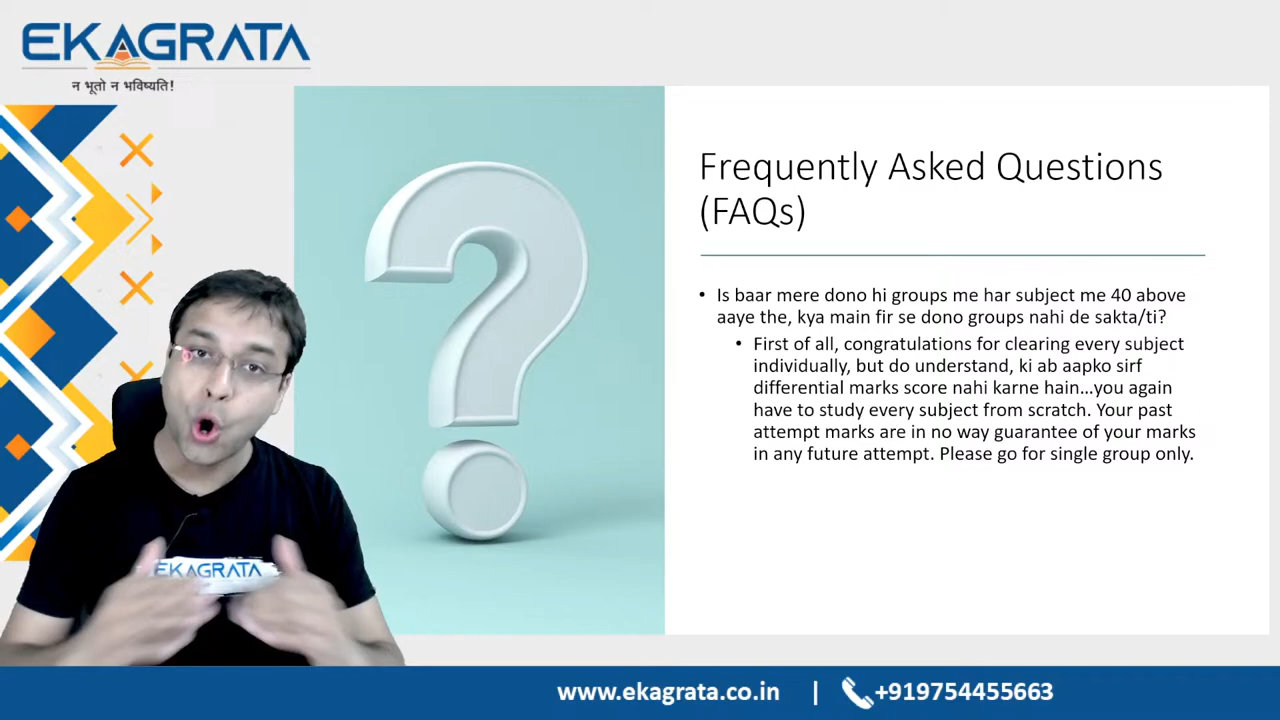 EKAGRATA
न भूतो न भविष्यति!
Frequently Asked Questions
(FAQs)
• Is baar mere dono hi groups me har subject me 40 above
aaye the, kya main fir se dono groups nahi de sakta/ti?
• First of all, congratulations for clearing every subject
individually, but do understand, ki ab aapko sirf
differential marks score nahi karne hain...you again
have to study every subject from scratch. Your past
attempt marks are in no way guarantee of your marks
in any future attempt. Please go for single group only.
EKAGRATA
www.ekagrata.co.in | +919754455663